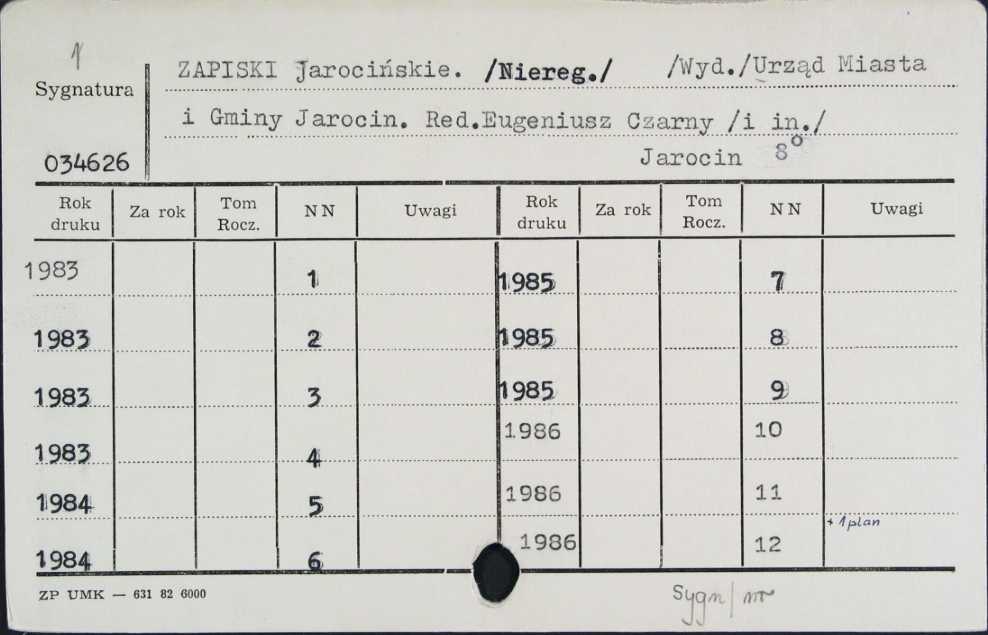 1
Sygnatura
034626
ZAPISKI Jarocińskie. /Niereg./ /Wyd./Urząd Miasta
i Gminy Jarocin. Red.Eugeniusz Czarny /i in./
Jarocin 8°
Rok druku Za rok Tom Rocz. NN Uwagi Rok druku Za rok Tom Rocz. NN Uwagi
1983 1 1985 7
1983 2 1985 8
1983 3 1985 9
1983 4 1986 10
1984 5 1986 11
1984 6 1986 12 + 1 plan
ZP UMK — 631 82 6000
Sygn/